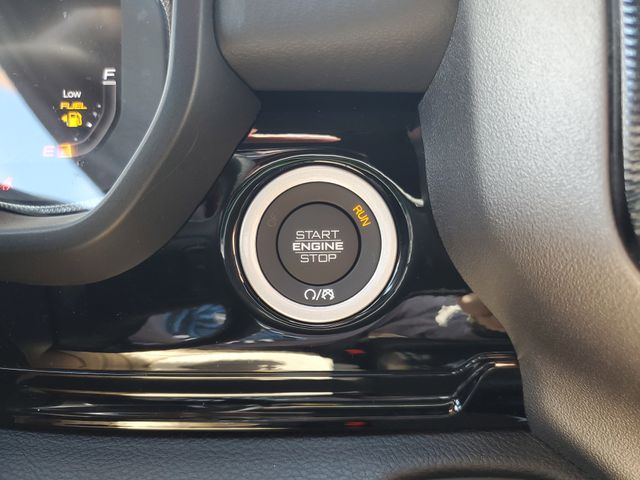 F
Low
FUEL
E
RUN
START
ENGINE
STOP